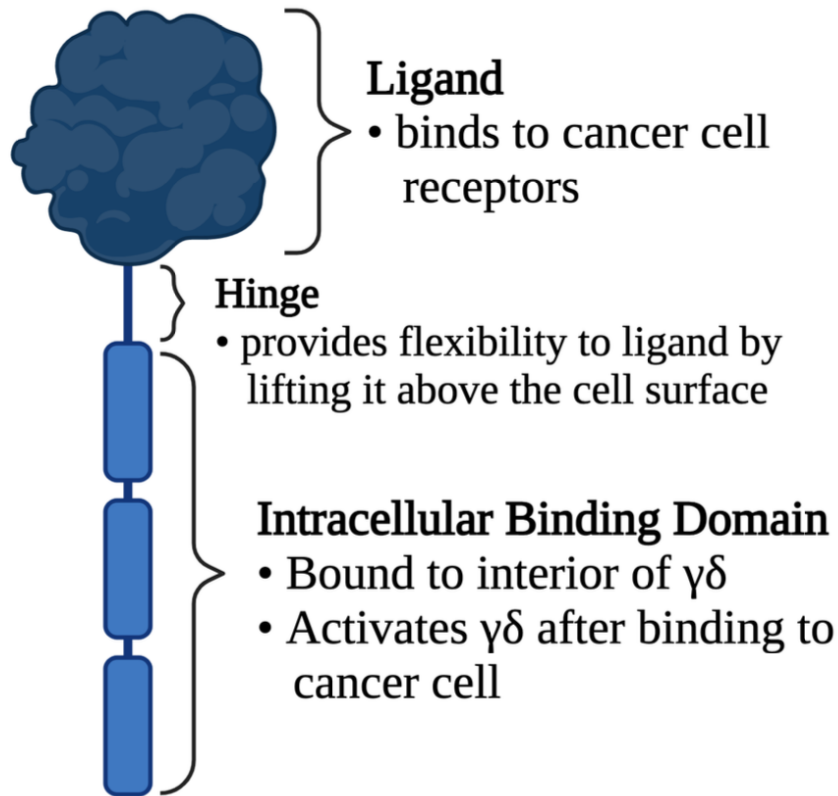 Ligand
• binds to cancer cell
receptors
Hinge
• provides flexibility to ligand by
lifting it above the cell surface
Intracellular Binding Domain
• Bound to interior of γδ
• Activates γδ after binding to
cancer cell